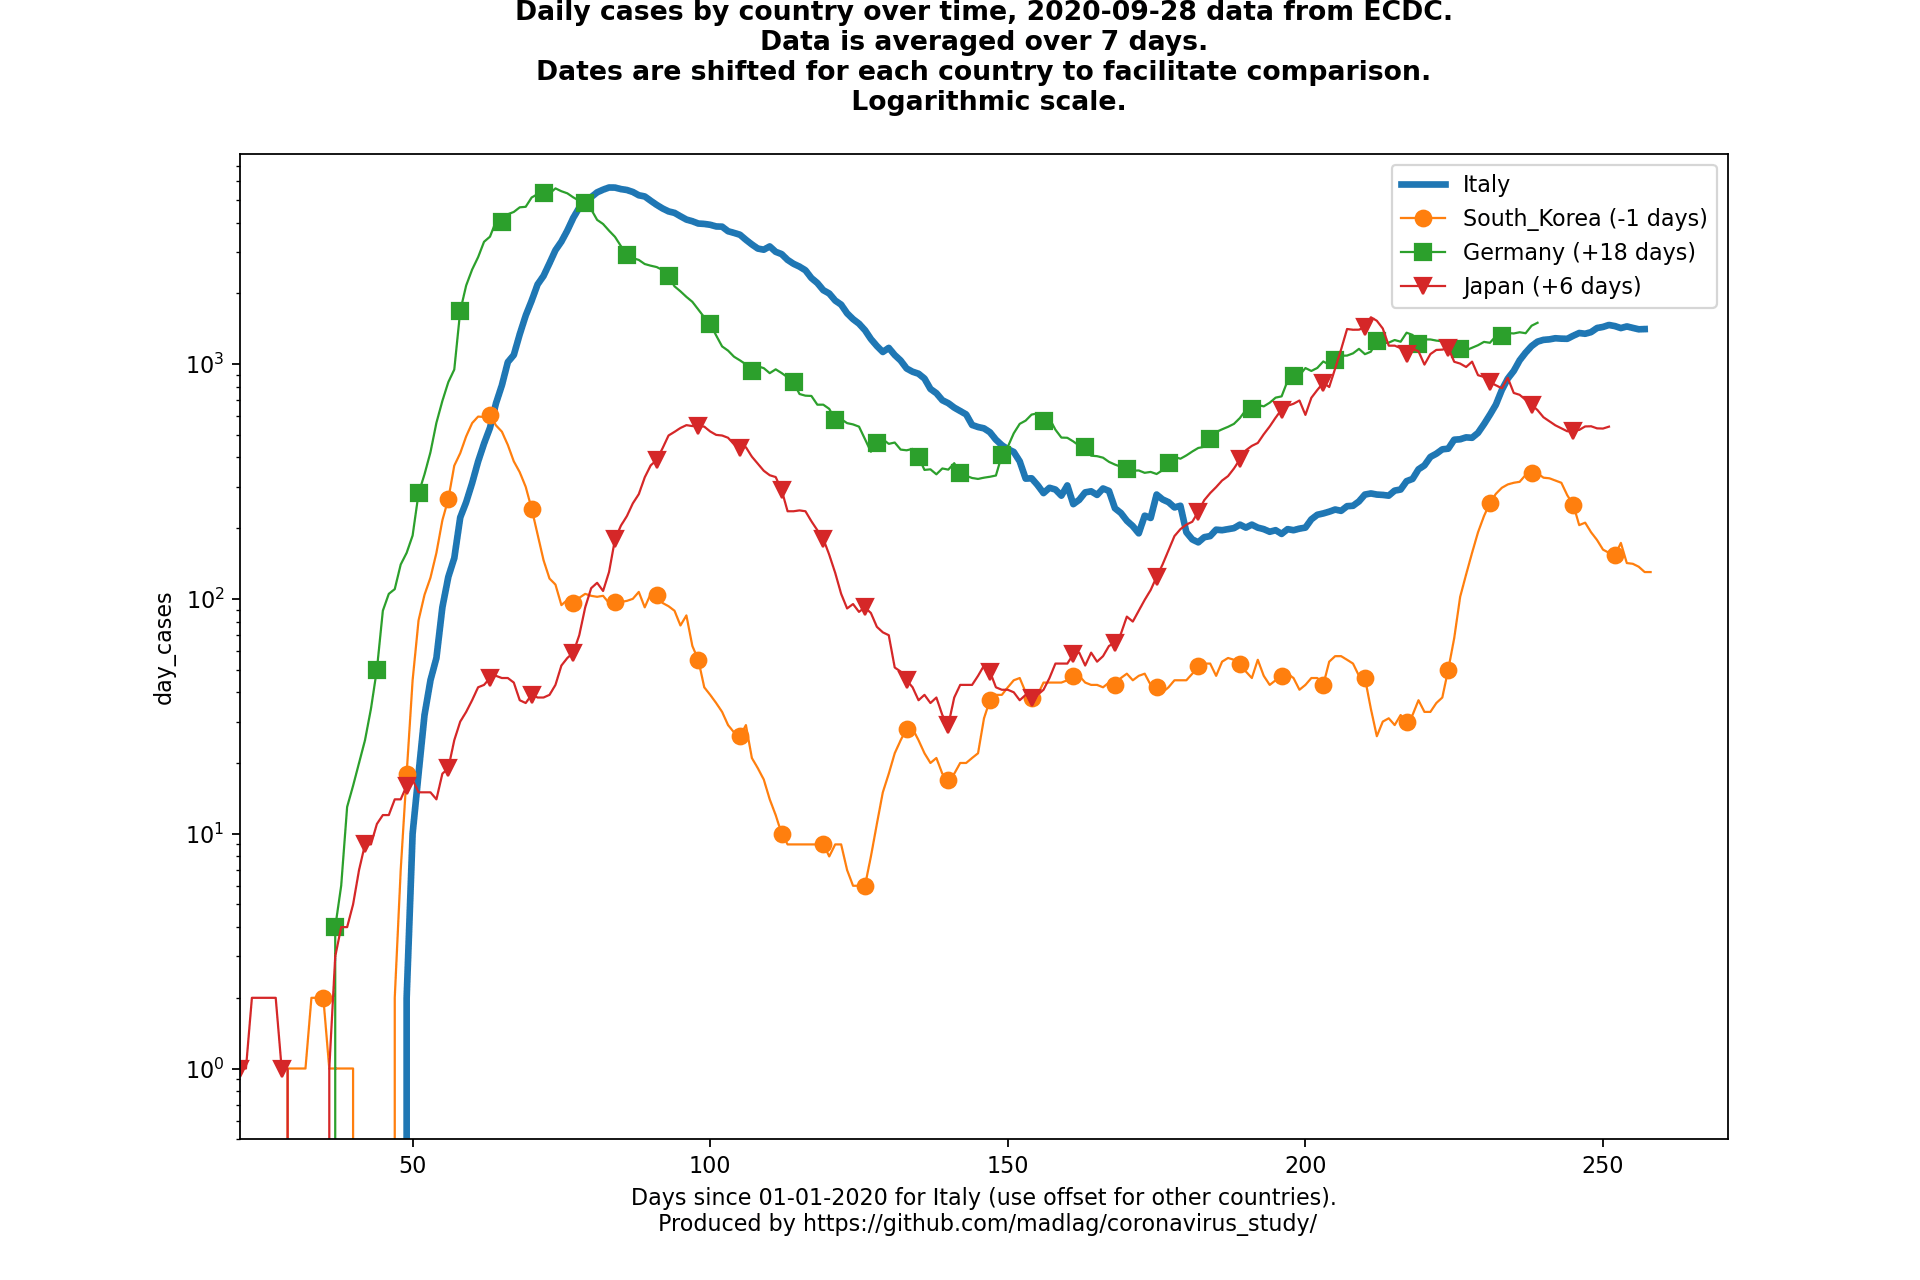 Daily cases by country over time, 2020-09-28 data from ECDC.
Data is averaged over 7 days.
Dates are shifted for each country to facilitate comparison.
Logarithmic scale.
Italy
South_Korea (-1 days)
Germany (+18 days)
Japan (+6 days)
10³
10²
10¹
10⁰
day_cases
50 100 150 200 250
Days since 01-01-2020 for Italy (use offset for other countries).
Produced by https://github.com/madlag/coronavirus_study/